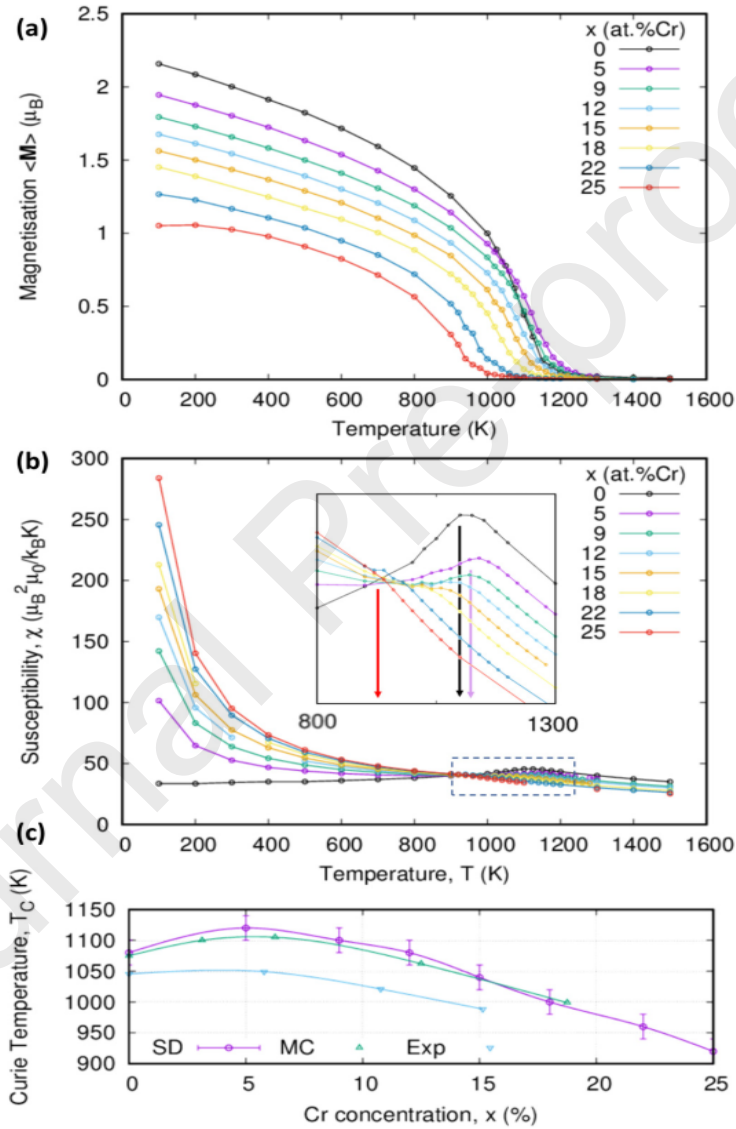 (a)
x (at.%Cr)
0
5
9
12
15
18
22
25
2.5
2
1.5
1
0.5
0
Magnetisation <M> (μB)
0 200 400 600 800 1000 1200 1400 1600
Temperature (K)
(b)
x (at.%Cr)
0
5
9
12
15
18
22
25
300
250
200
150
100
50
0
Susceptibility, χ (μB²μ0/kBK)
800 1300
0 200 400 600 800 1000 1200 1400 1600
Temperature, T (K)
(c)
1150
1100
1050
1000
950
900
Curie Temperature, TC (K)
SD MC Exp
0 5 10 15 20 25
Cr concentration, x (%)
Journal Pre-proo